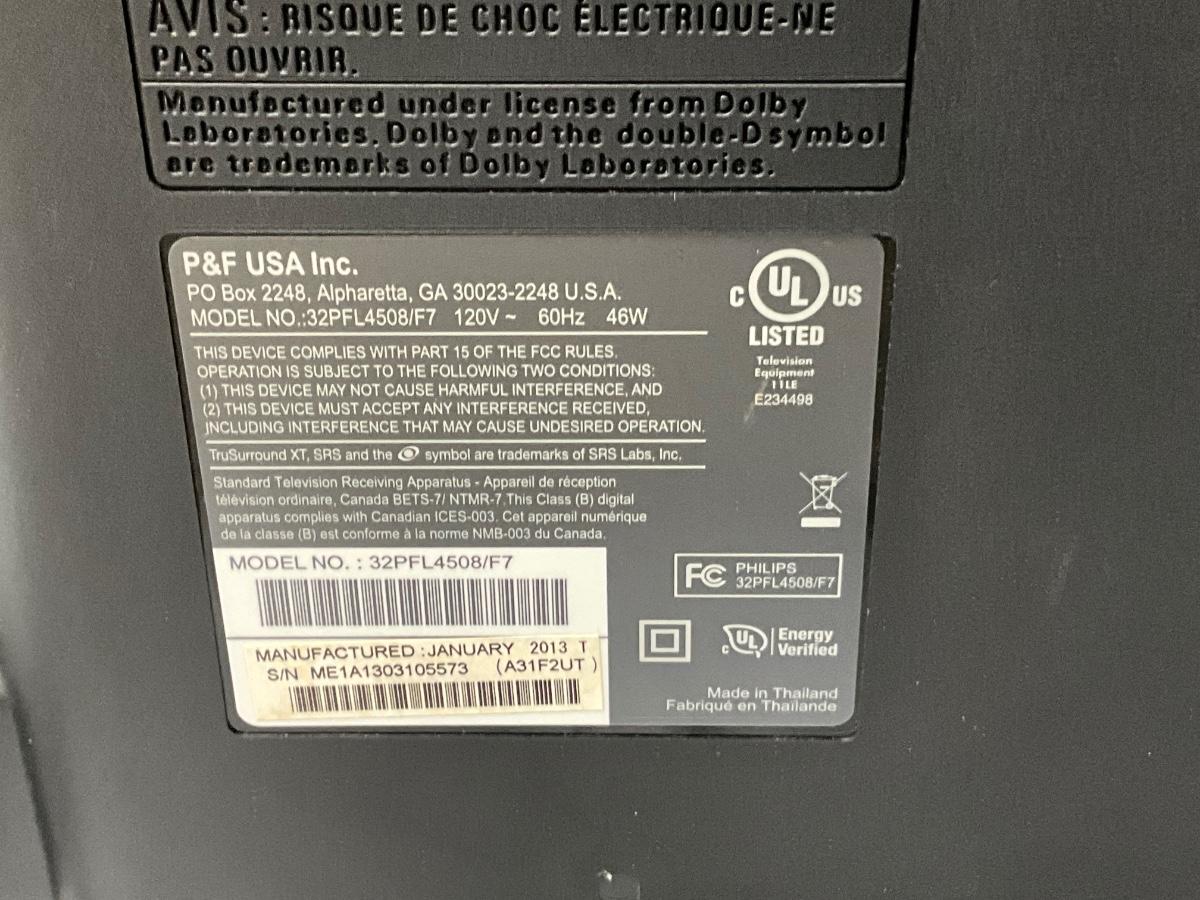 AVIS : RISQUE DE CHOC ÉLECTRIQUE-NE
PAS OUVRIR.
Manufactured under license from Dolby
Laboratories. Dolby and the double-D symbol
are trademarks of Dolby Laboratories.
P&F USA Inc.
PO Box 2248, Alpharetta, GA 30023-2248 U.S.A.
MODEL NO.:32PFL4508/F7 120V ~ 60Hz 46W
THIS DEVICE COMPLIES WITH PART 15 OF THE FCC RULES.
OPERATION IS SUBJECT TO THE FOLLOWING TWO CONDITIONS:
(1) THIS DEVICE MAY NOT CAUSE HARMFUL INTERFERENCE, AND
(2) THIS DEVICE MUST ACCEPT ANY INTERFERENCE RECEIVED,
INCLUDING INTERFERENCE THAT MAY CAUSE UNDESIRED OPERATION.
TruSurround XT, SRS and the symbol are trademarks of SRS Labs, Inc.
Standard Television Receiving Apparatus - Appareil de réception
télévision ordinaire, Canada BETS-7/ NTMR-7.This Class (B) digital
apparatus complies with Canadian ICES-003. Cet appareil numérique
de la classe (B) est conforme à la norme NMB-003 du Canada.
C UL US
LISTED
Television
Equipment
11LE
E234498
MODEL NO. : 32PFL4508/F7
MANUFACTURED :JANUARY 2013 T
S/N ME1A1303105573 (A31F2UT )
FC PHILIPS
32PFL4508/F7
c UL Energy
Verified
Made in Thailand
Fabriqué en Thaïlande